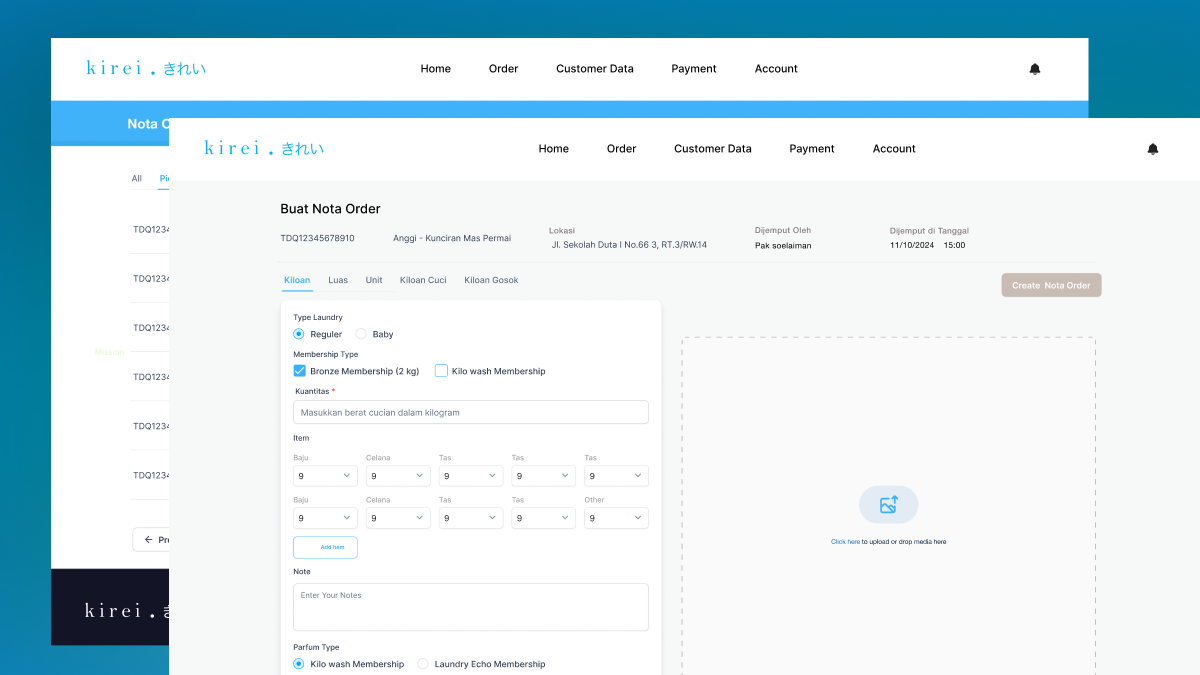 kirei.きれい
Home Order Customer Data Payment Account
Nota
All
TDQ1234
TDQ1234
TDQ1234
Mission
TDQ1234
TDQ1234
TDQ1234
kirei.
kirei.きれい
Home Order Customer Data Payment Account
Buat Nota Order
TDQ12345678910
Anggi - Kunciran Mas Permai
Lokasi
Jl. Sekolah Duta I No.66 3, RT.3/RW.14
Dijemput Oleh
Pak soelaiman
Dijemput di Tanggal
11/10/2024 15:00
Kiloan Luas Unit Kiloan Cuci Kiloan Gosok
Create Nota Order
Type Laundry
Reguler Baby
Membership Type
Bronze Membership (2 kg) Kilo wash Membership
Kuantitas *
Masukkan berat cucian dalam kilogram
Item
Baju Celana Tas Tas Tas
9 9 9 9 9
Baju Celana Tas Tas Other
9 9 9 9 9
Add Item
Note
Enter Your Notes
Parfum Type
Kilo wash Membership Laundry Echo Membership
Click here to upload or drop media here